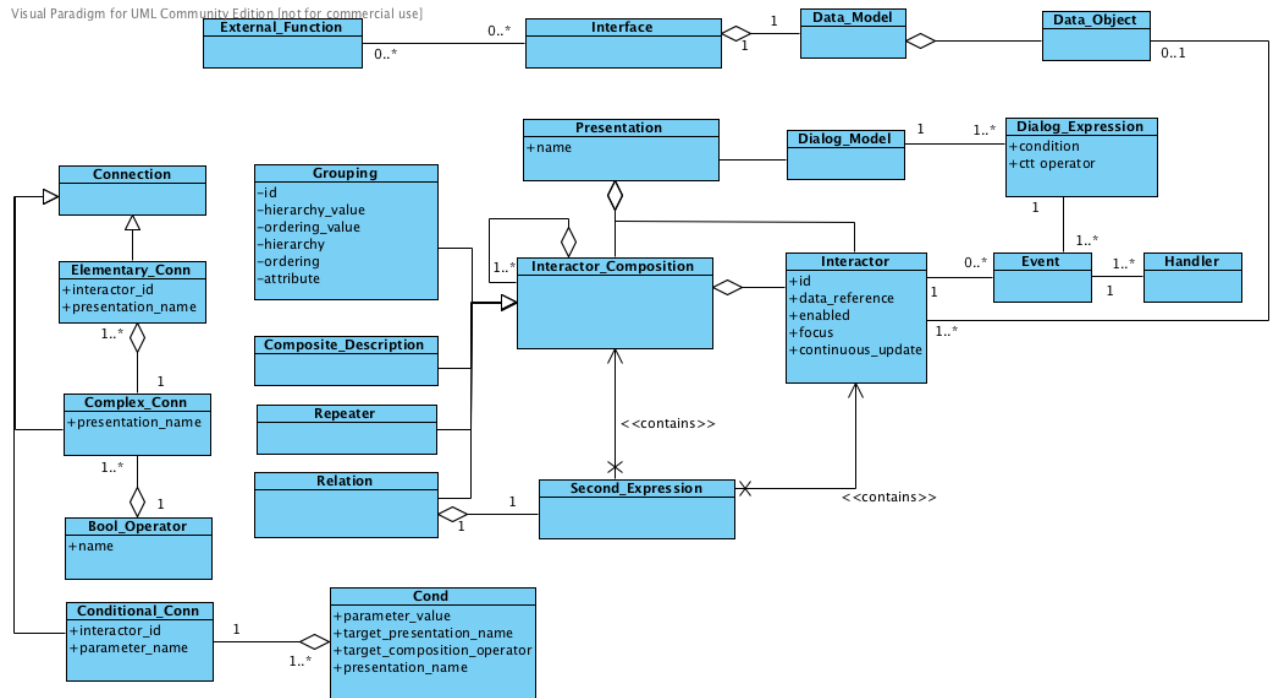 Visual Paradigm for UML Community Edition [not for commercial use]
External_Function
0..*
0..*
Interface
1
1
Data_Model
Data_Object
0..1
Presentation
+name
Dialog_Model
1
1..*
Dialog_Expression
+condition
+ctt operator
1
1..*
Connection
Grouping
-id
-hierarchy_value
-ordering_value
-hierarchy
-ordering
-attribute
Elementary_Conn
+interactor_id
+presentation_name
1..*
1
1..*
Interactor_Composition
Interactor
+id
+data_reference
+enabled
+focus
+continuous_update
0..*
1
Event
1..*
1
Handler
1..*
Composite_Description
Complex_Conn
+presentation_name
1..*
1
Repeater
<<contains>>
Relation
1
1
Second_Expression
<<contains>>
Bool_Operator
+name
Conditional_Conn
+interactor_id
+parameter_name
1
1..*
Cond
+parameter_value
+target_presentation_name
+target_composition_operator
+presentation_name